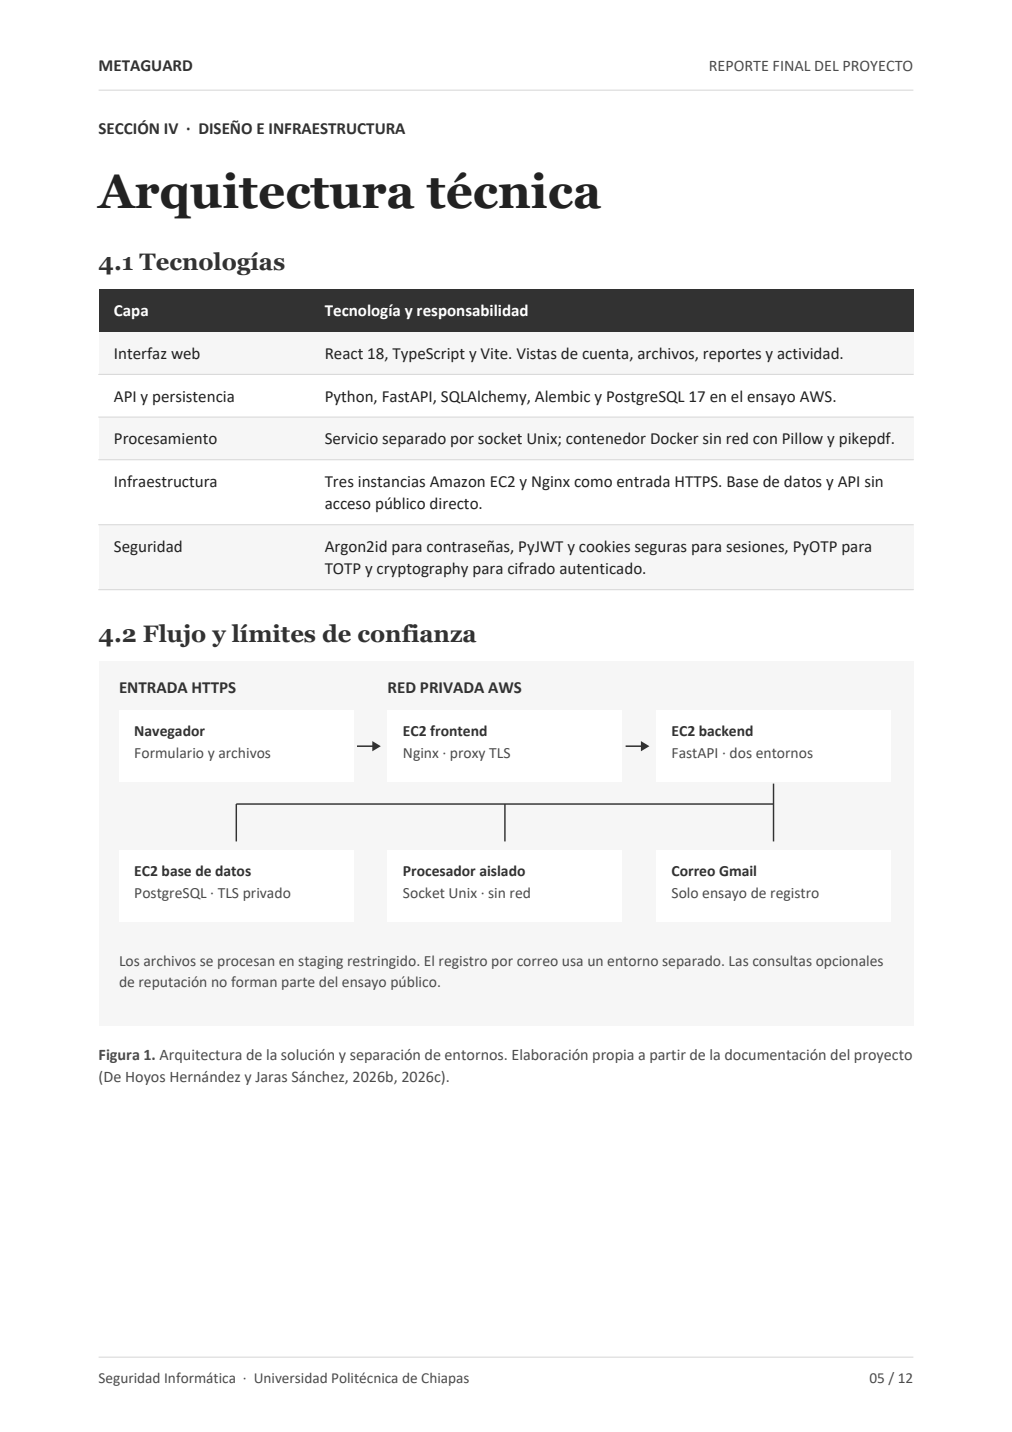 METAGUARD
REPORTE FINAL DEL PROYECTO
SECCIÓN IV · DISEÑO E INFRAESTRUCTURA
Arquitectura técnica
4.1 Tecnologías
Capa
Tecnología y responsabilidad
Interfaz web
React 18, TypeScript y Vite. Vistas de cuenta, archivos, reportes y actividad.
API y persistencia
Python, FastAPI, SQLAlchemy, Alembic y PostgreSQL 17 en el ensayo AWS.
Procesamiento
Servicio separado por socket Unix; contenedor Docker sin red con Pillow y pikepdf.
Infraestructura
Tres instancias Amazon EC2 y Nginx como entrada HTTPS. Base de datos y API sin
acceso público directo.
Seguridad
Argon2id para contraseñas, PyJWT y cookies seguras para sesiones, PyOTP para
TOTP y cryptography para cifrado autenticado.
4.2 Flujo y límites de confianza
ENTRADA HTTPS
RED PRIVADA AWS
Navegador
Formulario y archivos
EC2 frontend
Nginx · proxy TLS
EC2 backend
FastAPI · dos entornos
EC2 base de datos
PostgreSQL · TLS privado
Procesador aislado
Socket Unix · sin red
Correo Gmail
Solo ensayo de registro
Los archivos se procesan en staging restringido. El registro por correo usa un entorno separado. Las consultas opcionales
de reputación no forman parte del ensayo público.
Figura 1. Arquitectura de la solución y separación de entornos. Elaboración propia a partir de la documentación del proyecto
(De Hoyos Hernández y Jaras Sánchez, 2026b, 2026c).
Seguridad Informática · Universidad Politécnica de Chiapas
05 / 12